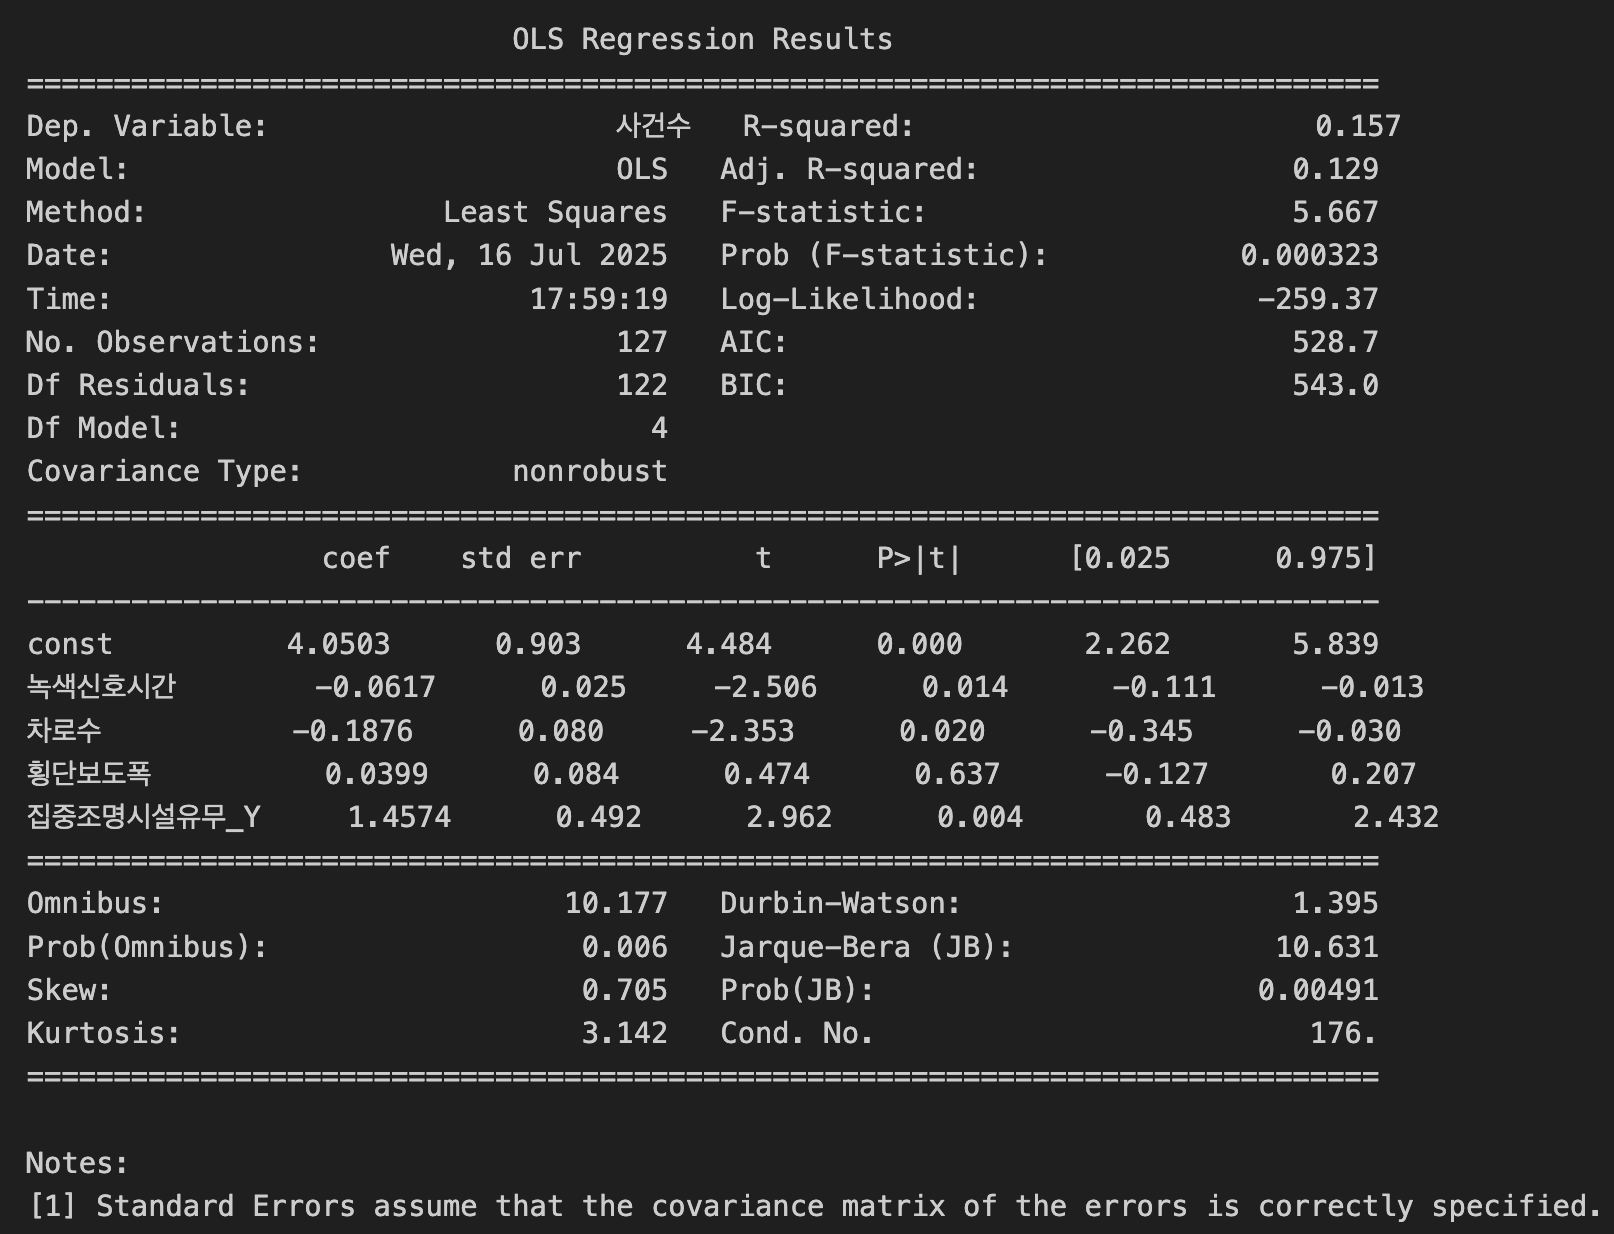 OLS Regression Results
==============================================================================
Dep. Variable:                    사건수   R-squared:                       0.157
Model:                            OLS   Adj. R-squared:                  0.129
Method:                 Least Squares   F-statistic:                     5.667
Date:                Wed, 16 Jul 2025   Prob (F-statistic):           0.000323
Time:                        17:59:19   Log-Likelihood:                -259.37
No. Observations:                 127   AIC:                             528.7
Df Residuals:                     122   BIC:                             543.0
Df Model:                           4
Covariance Type:            nonrobust
==============================================================================
coef    std err          t      P>|t|      [0.025      0.975]
------------------------------------------------------------------------------
const          4.0503      0.903      4.484      0.000       2.262       5.839
녹색신호시간        -0.0617      0.025     -2.506      0.014      -0.111      -0.013
차로수           -0.1876      0.080     -2.353      0.020      -0.345      -0.030
횡단보도폭          0.0399      0.084      0.474      0.637      -0.127       0.207
집중조명시설유무_Y     1.4574      0.492      2.962      0.004       0.483       2.432
==============================================================================
Omnibus:                       10.177   Durbin-Watson:                   1.395
Prob(Omnibus):                  0.006   Jarque-Bera (JB):               10.631
Skew:                           0.705   Prob(JB):                      0.00491
Kurtosis:                       3.142   Cond. No.                         176.
==============================================================================
Notes:
[1] Standard Errors assume that the covariance matrix of the errors is correctly specified.